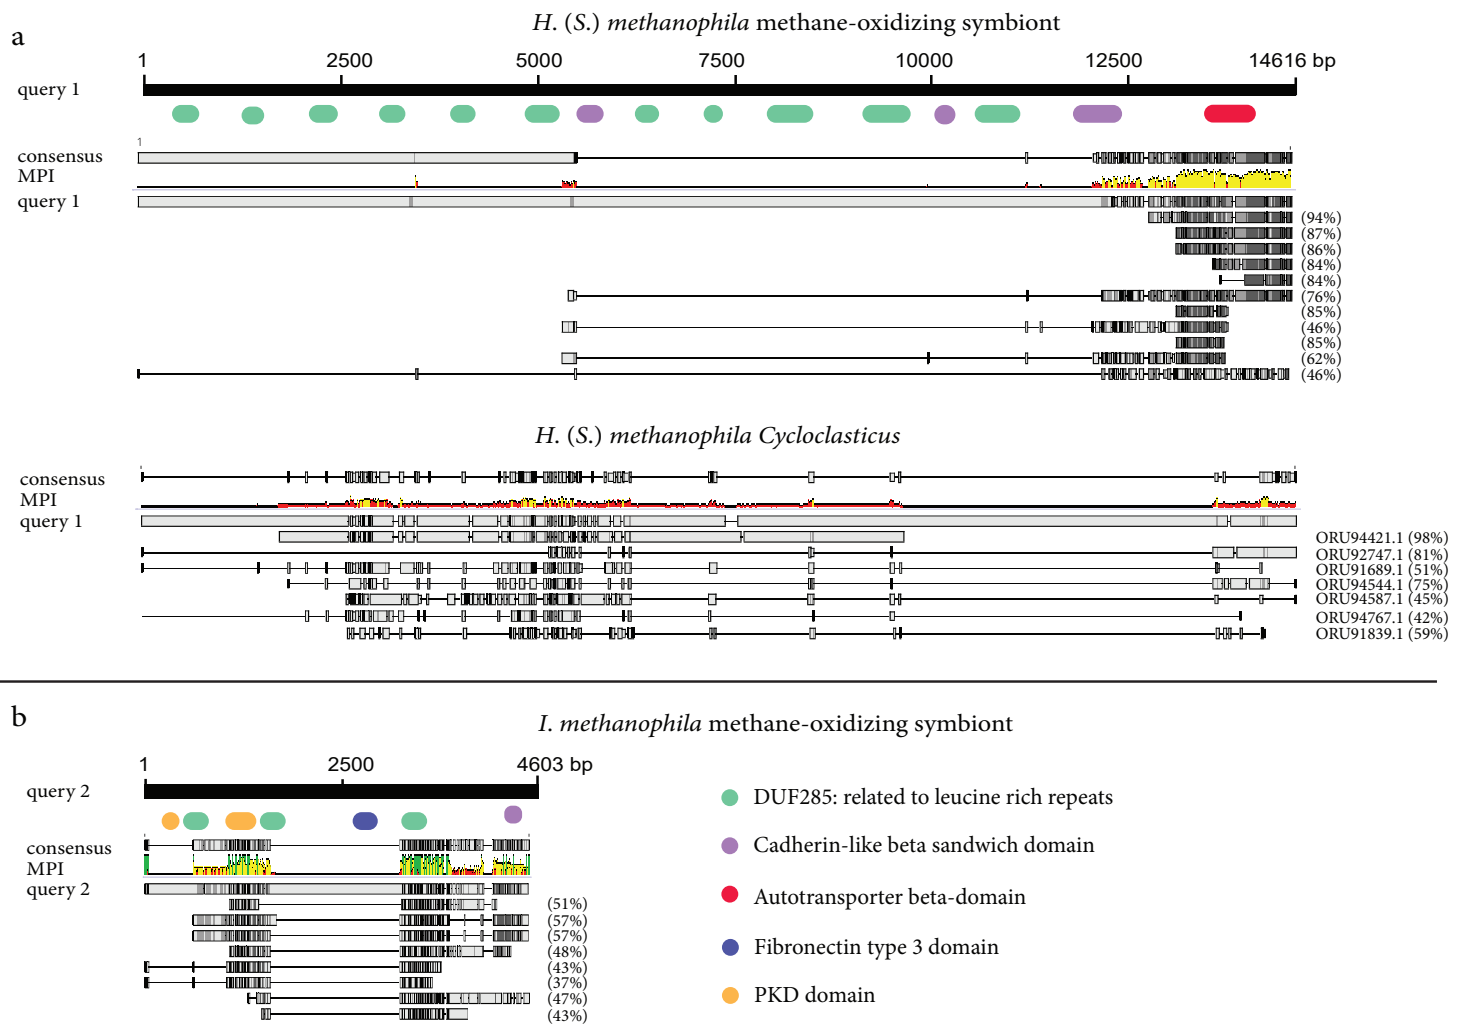 a
H. (S.) methanophila methane-oxidizing symbiont
1 2500 5000 7500 10000 12500 14616 bp
query 1
1
consensus
MPI
query 1
(94%)
(87%)
(86%)
(84%)
(84%)
(76%)
(85%)
(46%)
(85%)
(62%)
(46%)
H. (S.) methanophila Cycloclasticus
consensus
MPI
query 1
ORU94421.1 (98%)
ORU92747.1 (81%)
ORU91689.1 (51%)
ORU94544.1 (75%)
ORU94587.1 (45%)
ORU94767.1 (42%)
ORU91839.1 (59%)
b
I. methanophila methane-oxidizing symbiont
1 2500 4603 bp
query 2
consensus
MPI
query 2
(51%)
(57%)
(57%)
(48%)
(43%)
(37%)
(47%)
(43%)
DUF285: related to leucine rich repeats
Cadherin-like beta sandwich domain
Autotransporter beta-domain
Fibronectin type 3 domain
PKD domain